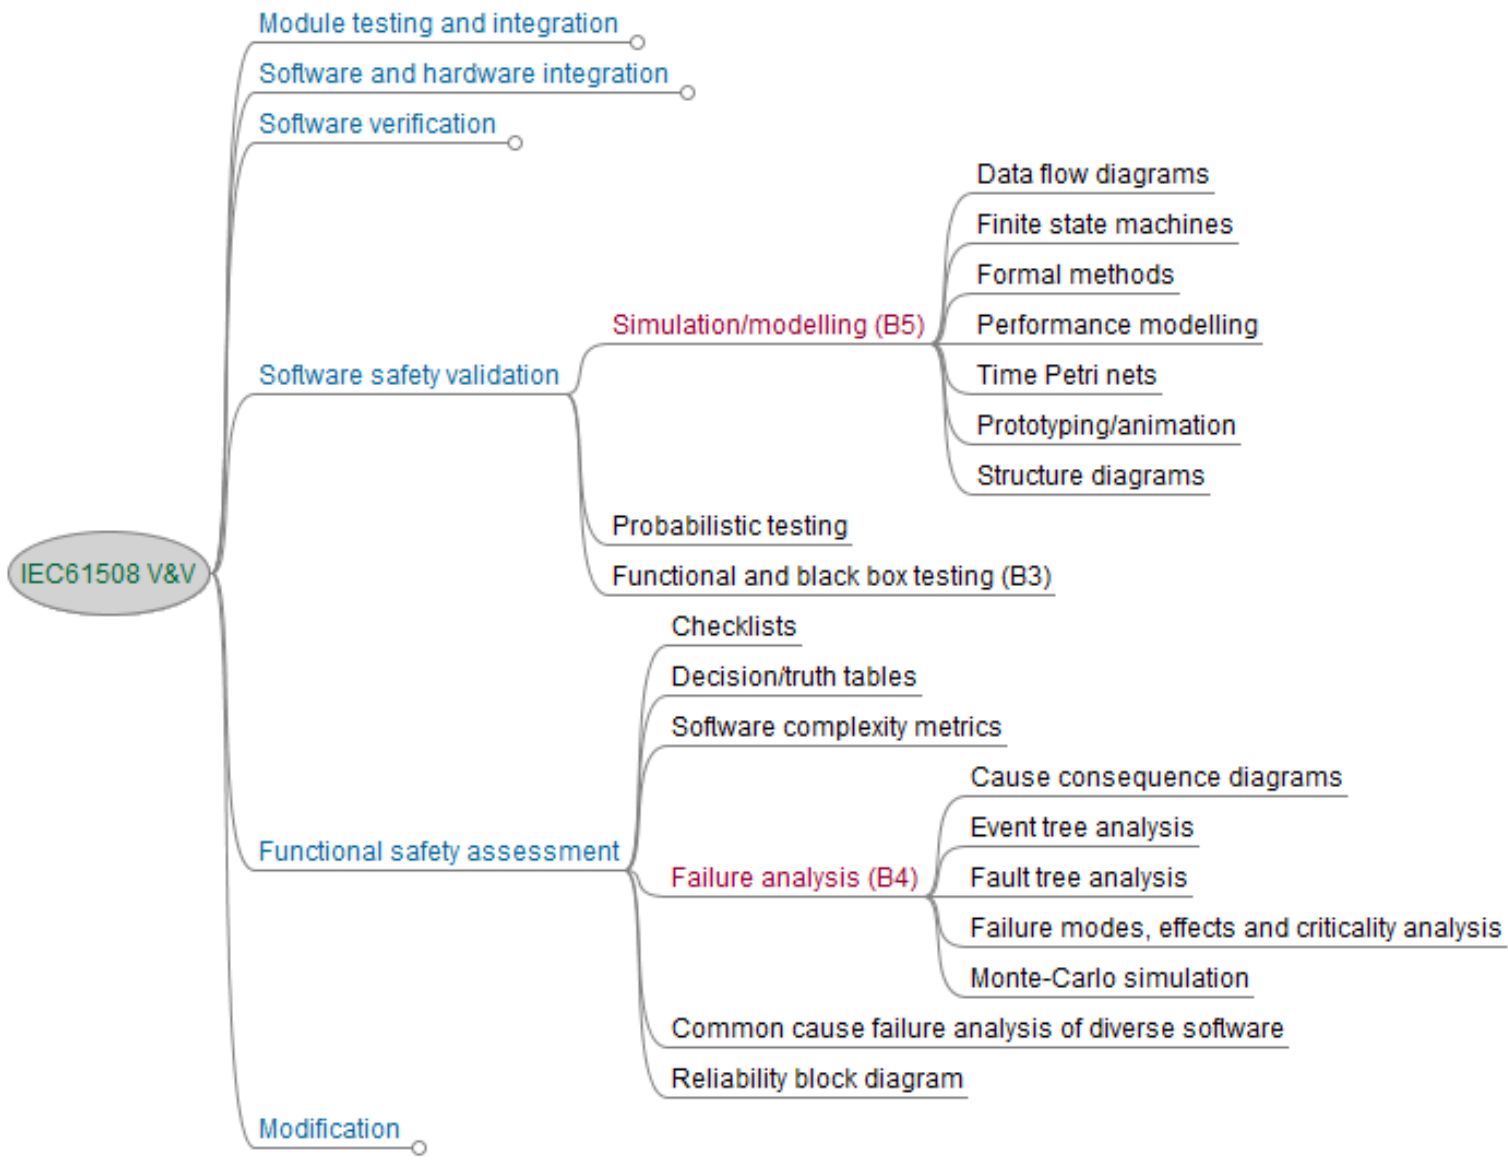 Module testing and integration
Software and hardware integration
Software verification
Data flow diagrams
Finite state machines
Formal methods
Simulation/modelling (B5)
Performance modelling
Software safety validation
Time Petri nets
Prototyping/animation
Structure diagrams
Probabilistic testing
IEC61508 V&V
Functional and black box testing (B3)
Checklists
Decision/truth tables
Software complexity metrics
Cause consequence diagrams
Event tree analysis
Functional safety assessment
Failure analysis (B4)
Fault tree analysis
Failure modes, effects and criticality analysis
Monte-Carlo simulation
Common cause failure analysis of diverse software
Reliability block diagram
Modification